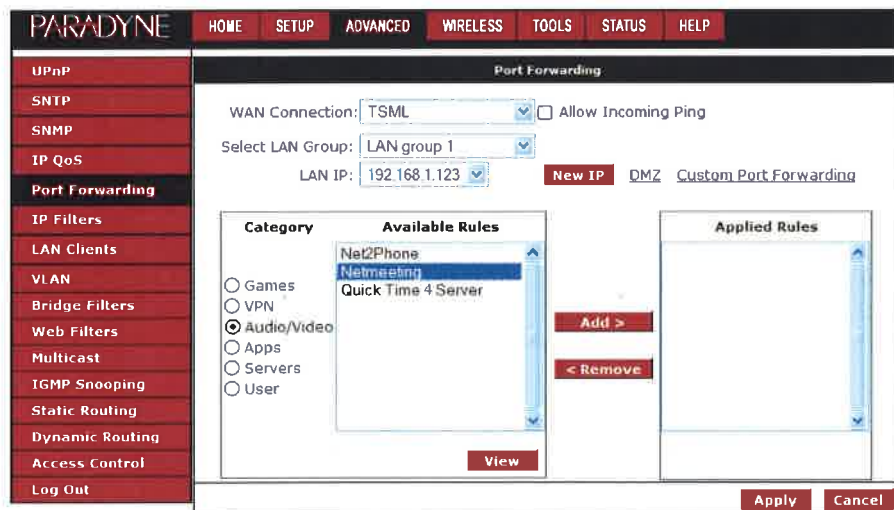 PARADYNE
HOME SETUP ADVANCED WIRELESS TOOLS STATUS HELP
UPnP
SNTP
SNMP
IP QoS
Port Forwarding
IP Filters
LAN Clients
VLAN
Bridge Filters
Web Filters
Multicast
IGMP Snooping
Static Routing
Dynamic Routing
Access Control
Log Out
Port Forwarding
WAN Connection: TSML Allow Incoming Ping
Select LAN Group: LAN group 1
LAN IP: 192.168.1.123 New IP DMZ Custom Port Forwarding
Category Available Rules Applied Rules
Games
VPN
Audio/Video
Apps
Servers
User
Net2Phone
Netmeeting
Quick Time 4 Server
Add >
< Remove
View
Apply Cancel